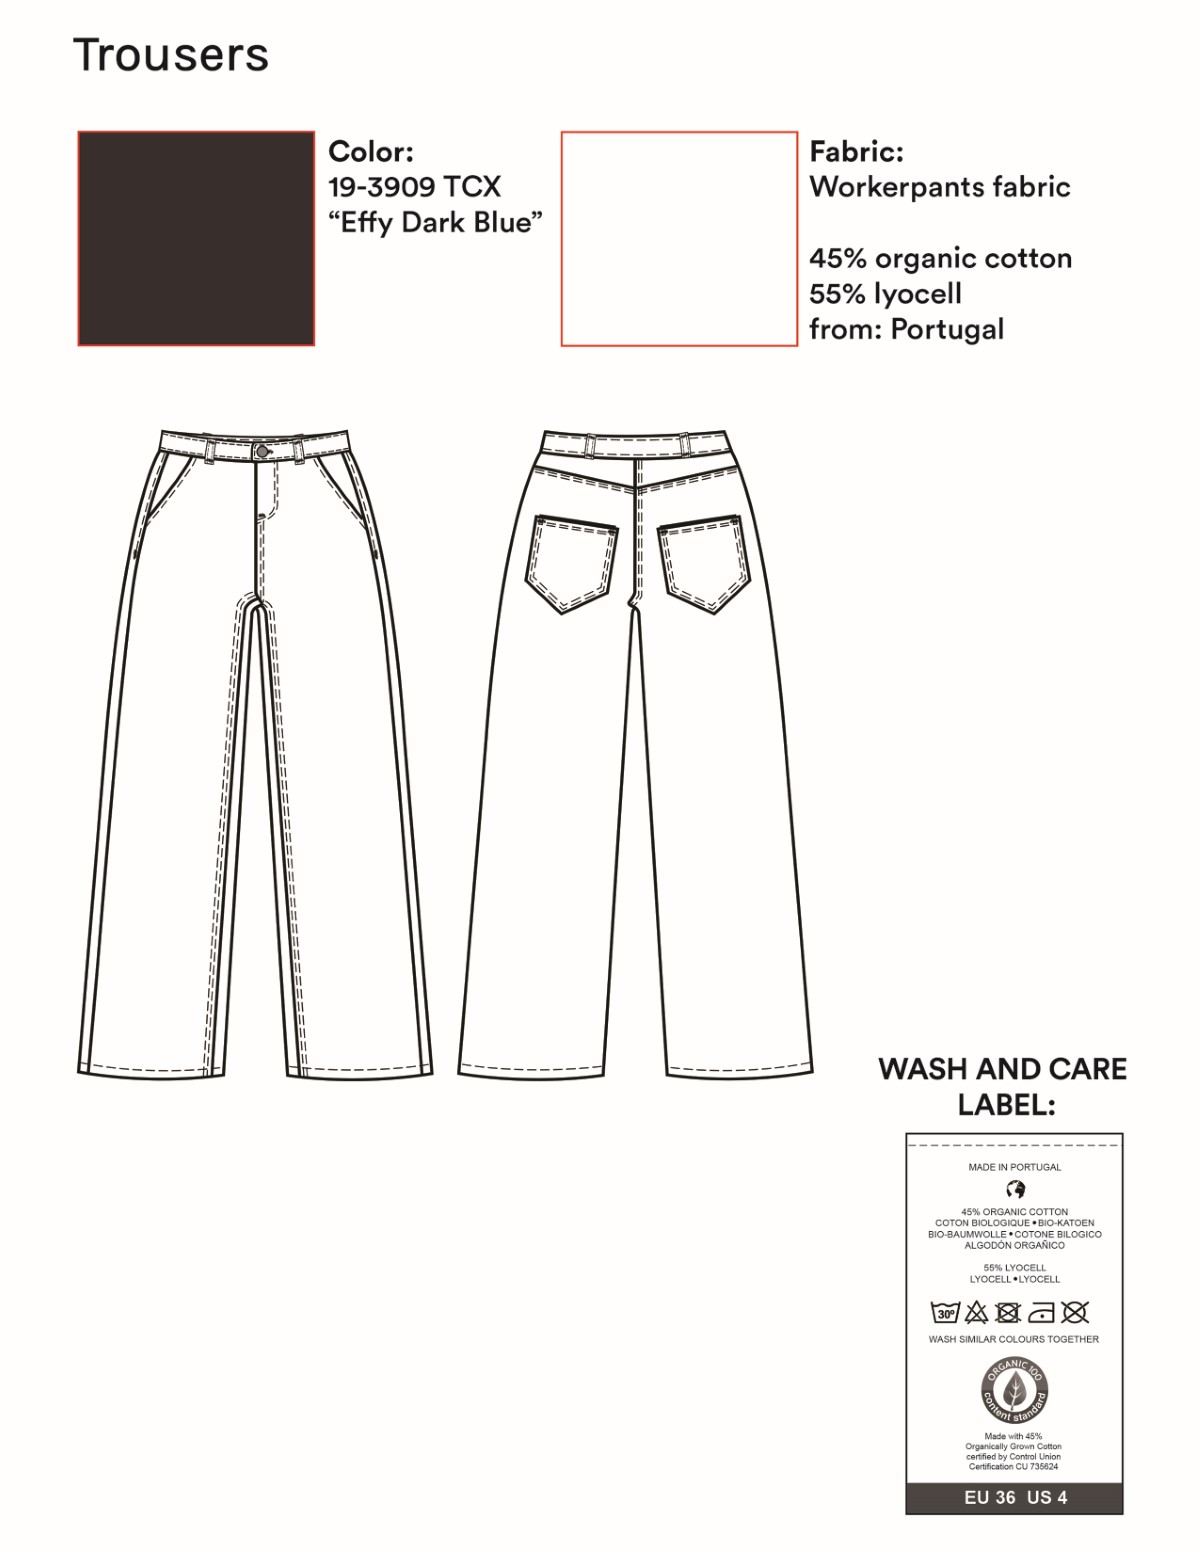 Trousers
Color:
19-3909 TCX
“Effy Dark Blue”
Fabric:
Workerpants fabric
45% organic cotton
55% lyocell
from: Portugal
WASH AND CARE
LABEL:
MADE IN PORTUGAL
45% ORGANIC COTTON
COTON BIOLOGIQUE • BIO-KATOEN
BIO-BAUMWOLLE • COTONE BILOGICO
ALGODÓN ORGAÑICO
55% LYOCELL
LYOCELL • LYOCELL
30º
WASH SIMILAR COLOURS TOGETHER
ORGANIC 100
content standard
Made with 45%
Organically Grown Cotton
certified by Control Union
Certification CU 735624
EU 36 US 4